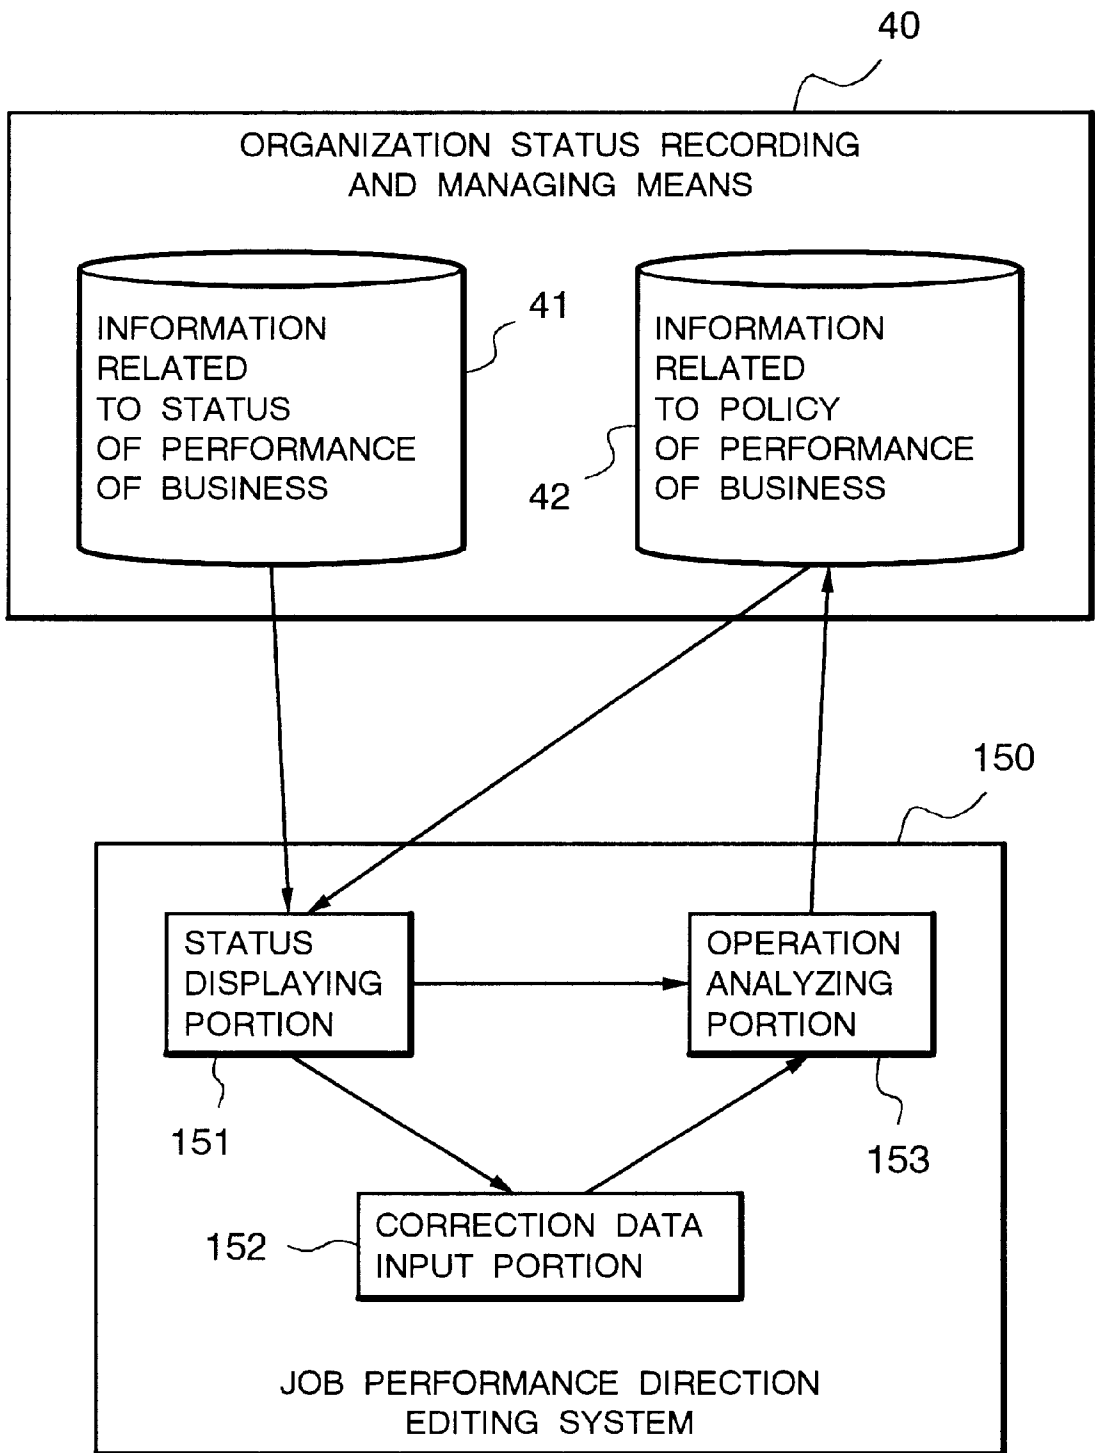 40
ORGANIZATION STATUS RECORDING
AND MANAGING MEANS
INFORMATION
RELATED
TO STATUS
OF PERFORMANCE
OF BUSINESS
41
INFORMATION
RELATED
TO POLICY
OF PERFORMANCE
OF BUSINESS
42
150
STATUS
DISPLAYING
PORTION
151
OPERATION
ANALYZING
PORTION
153
CORRECTION DATA
INPUT PORTION
152
JOB PERFORMANCE DIRECTION
EDITING SYSTEM